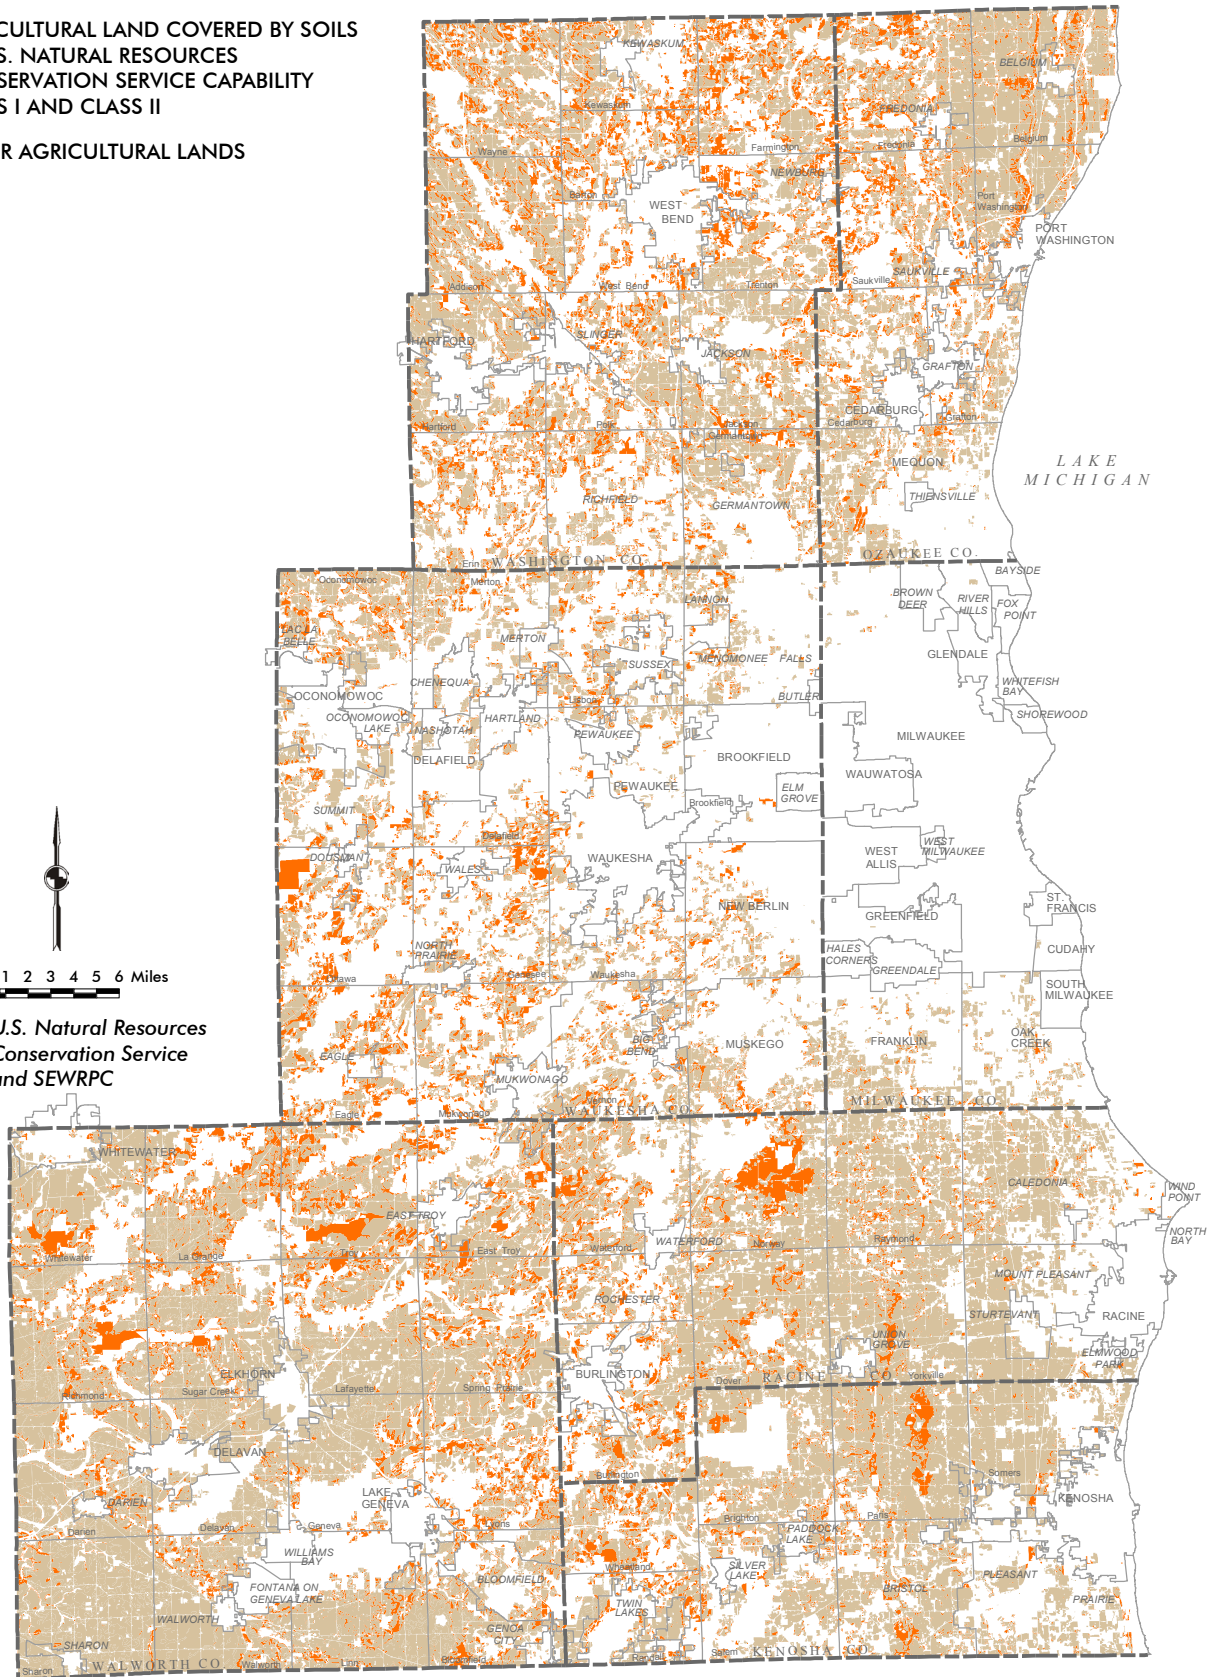 CULTURAL LAND COVERED BY SOILS
S. NATURAL RESOURCES
SERVATION SERVICE CAPABILITY
S I AND CLASS II
R AGRICULTURAL LANDS
KEWASKUM
Kewaskum
BELGIUM
FREDONIA
Fredonia
Belgium
Wayne
Farmington
NEWBURG
Barton
WEST
BEND
Port
Washington
PORT
WASHINGTON
SAUKVILLE
Saukville
Addison
West Bend
Trenton
HARTFORD
SLINGER
JACKSON
GRAFTON
CEDARBURG
Cedarburg
Grafton
Hartford
Polk
Jackson
Germantown
MEQUON
THIENSVILLE
LAKE
MICHIGAN
RICHFIELD
GERMANTOWN
Erin
WASHINGTON CO.
OZAUKEE CO.
Oconomowoc
Merton
LANNON
BAYSIDE
BROWN
DEER
RIVER
HILLS
FOX
POINT
LAC LA
BELLE
MERTON
SUSSEX
MENOMONEE FALLS
GLENDALE
CHENEQUA
WHITEFISH
BAY
OCONOMOWOC
BUTLER
Lisbon
SHOREWOOD
OCONOMOWOC
LAKE
NASHOTAH
HARTLAND
PEWAUKEE
MILWAUKEE
DELAFIELD
BROOKFIELD
WAUWATOSA
PEWAUKEE
ELM
GROVE
Brookfield
SUMMIT
Delafield
WEST
ALLIS
WEST
MILWAUKEE
DOUSMAN
WALES
WAUKESHA
ST.
FRANCIS
NEW BERLIN
GREENFIELD
NORTH
PRAIRIE
HALES
CORNERS
GREENDALE
CUDAHY
Ottawa
Genesee
Waukesha
SOUTH
MILWAUKEE
1 2 3 4 5 6 Miles
U.S. Natural Resources
Conservation Service
and SEWRPC
EAGLE
BIG
BEND
MUSKEGO
FRANKLIN
OAK
CREEK
MUKWONAGO
Vernon
Eagle
Mukwonago
WAUKESHA CO.
MILWAUKEE CO.
WHITEWATER
CALEDONIA
WIND
POINT
EAST TROY
NORTH
BAY
Whitewater
La Grange
Troy
East Troy
Waterford
WATERFORD
Norway
Raymond
MOUNT PLEASANT
ROCHESTER
STURTEVANT
RACINE
UNION
GROVE
ELMWOOD
PARK
ELKHORN
BURLINGTON
Dover
RACINE CO.
Yorkville
Richmond
Sugar Creek
Lafayette
Spring Prairie
DELAVAN
Burlington
Somers
LAKE
GENEVA
KENOSHA
DARIEN
Darien
Delavan
Geneva
Lyons
Brighton
Paris
PADDOCK
LAKE
WILLIAMS
BAY
Wheatland
SILVER
LAKE
FONTANA ON
GENEVA LAKE
BLOOMFIELD
BRISTOL
PLEASANT
PRAIRIE
WALWORTH
TWIN
LAKES
GENOA
CITY
SHARON
Sharon
WALWORTH CO.
Walworth
Linn
Bloomfield
Randall
Salem
KENOSHA CO.